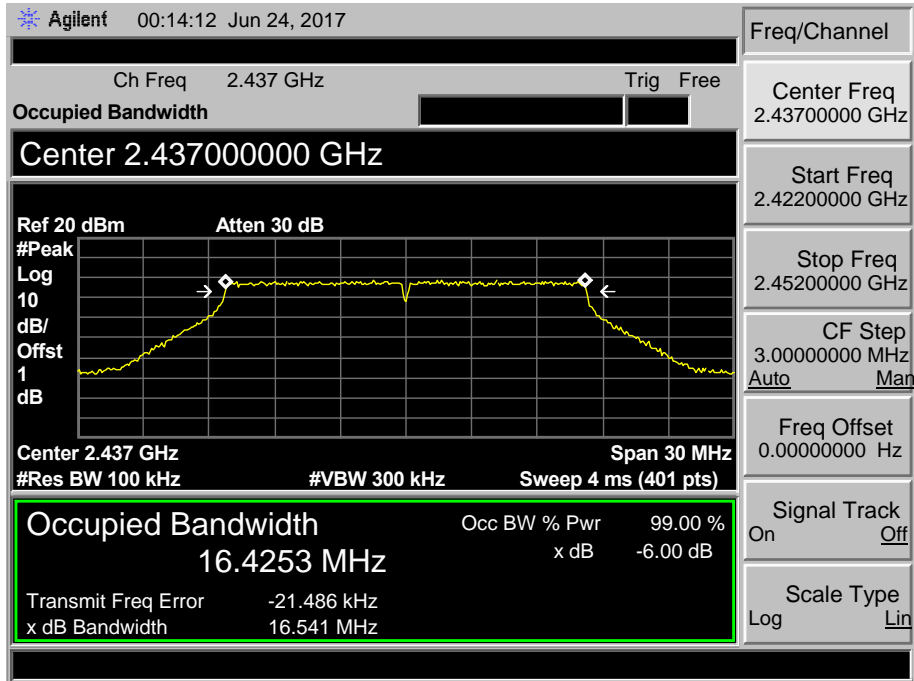 Agilent 00:14:12 Jun 24, 2017
Freq/Channel
Ch Freq 2.437 GHz Trig Free
Occupied Bandwidth
Center 2.437000000 GHz
Ref 20 dBm Atten 30 dB
#Peak
Log
10
dB/
Offst
1
dB
Center 2.437 GHz Span 30 MHz
#Res BW 100 kHz #VBW 300 kHz Sweep 4 ms (401 pts)
Occupied Bandwidth Occ BW % Pwr 99.00 %
16.4253 MHz x dB -6.00 dB
Transmit Freq Error -21.486 kHz
x dB Bandwidth 16.541 MHz
Center Freq
2.43700000 GHz
Start Freq
2.42200000 GHz
Stop Freq
2.45200000 GHz
CF Step
3.00000000 MHz
Auto Man
Freq Offset
0.00000000 Hz
Signal Track
On Off
Scale Type
Log Lin